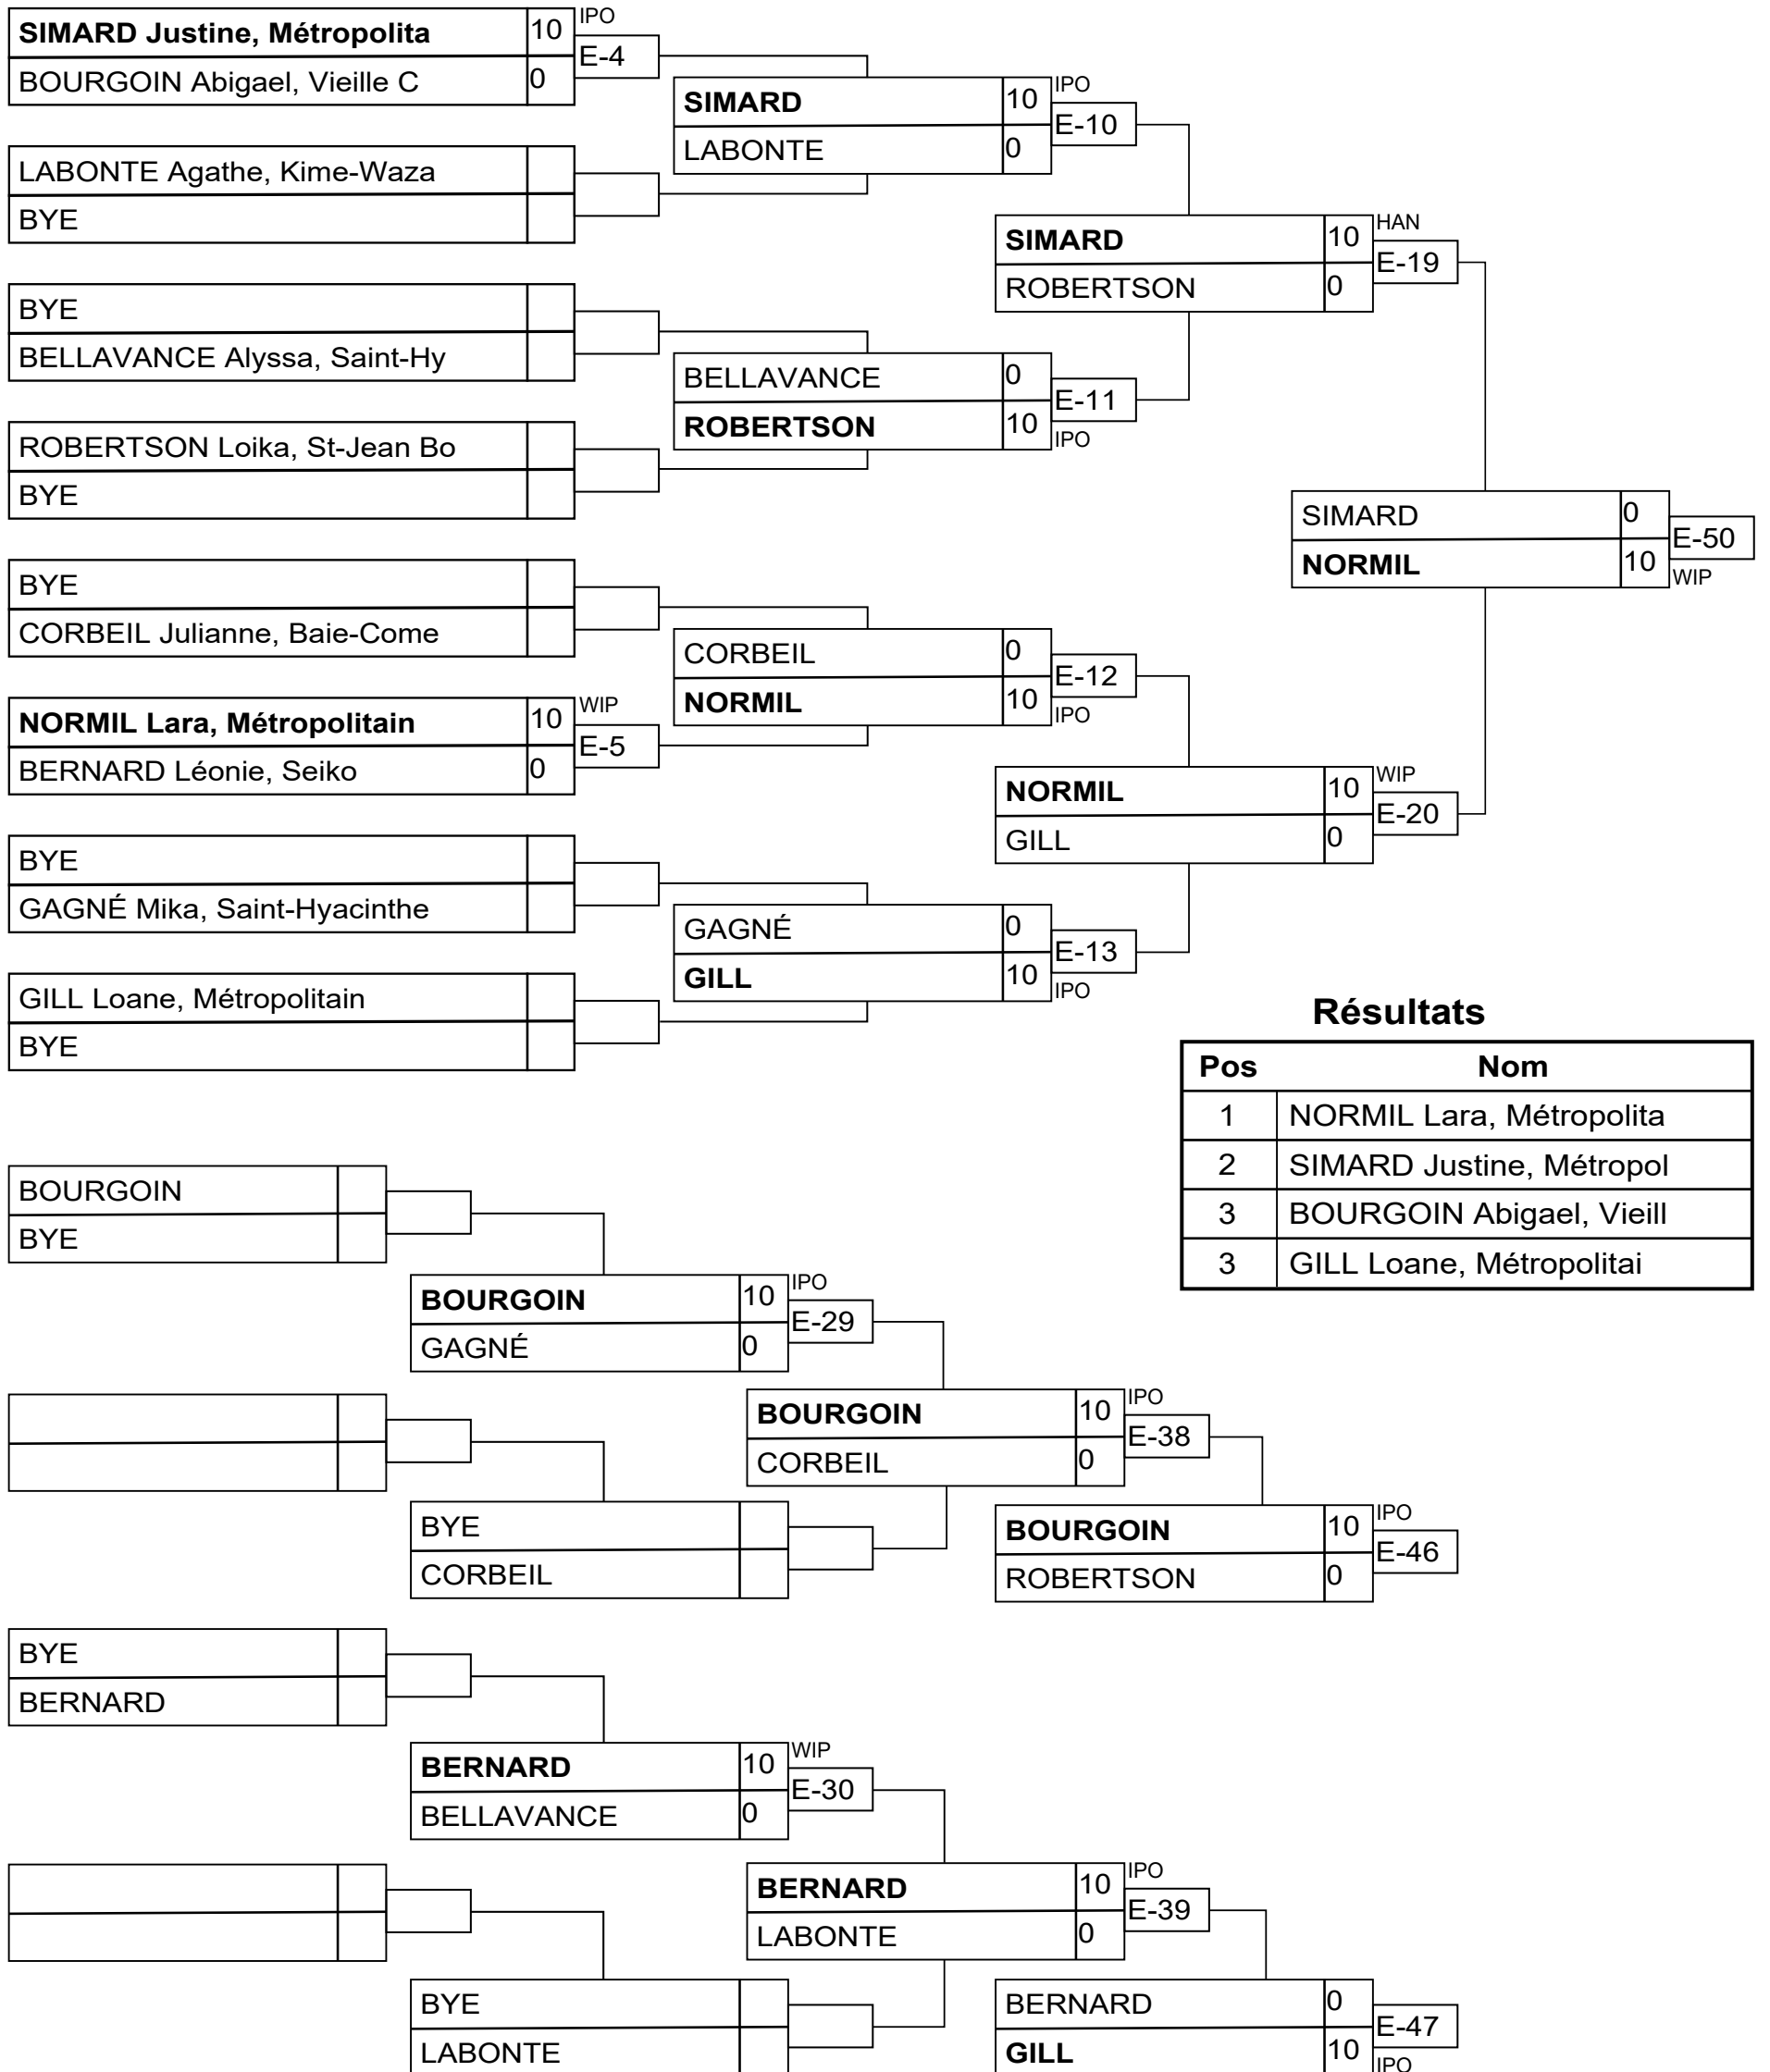 SIMARD Justine, Métropolita 10 IPO
E-4
BOURGOIN Abigael, Vieille C 0
LABONTE Agathe, Kime-Waza
BYE
BYE
BELLAVANCE Alyssa, Saint-Hy
ROBERTSON Loika, St-Jean Bo
BYE
BYE
CORBEIL Julianne, Baie-Come
NORMIL Lara, Métropolitain 10 WIP
E-5
BERNARD Léonie, Seiko 0
BYE
GAGNÉ Mika, Saint-Hyacinthe
GILL Loane, Métropolitain
BYE
SIMARD 10 IPO
E-10
LABONTE 0
BELLAVANCE 0
E-11
ROBERTSON 10 IPO
CORBEIL 0
E-12
NORMIL 10 IPO
GAGNÉ 0
E-13
GILL 10 IPO
SIMARD 10 HAN
E-19
ROBERTSON 0
NORMIL 10 WIP
E-20
GILL 0
SIMARD 0
E-50
NORMIL 10 WIP
Résultats
Pos Nom
1 NORMIL Lara, Métropolita
2 SIMARD Justine, Métropol
3 BOURGOIN Abigael, Vieill
3 GILL Loane, Métropolitai
BOURGOIN
BYE
BOURGOIN 10 IPO
E-29
GAGNÉ 0
BYE
CORBEIL
BOURGOIN 10 IPO
E-38
CORBEIL 0
BOURGOIN 10 IPO
E-46
ROBERTSON 0
BYE
BERNARD
BERNARD 10 WIP
E-30
BELLAVANCE 0
BYE
LABONTE
BERNARD 10 IPO
E-39
LABONTE 0
BERNARD 0
E-47
GILL 10 IPO